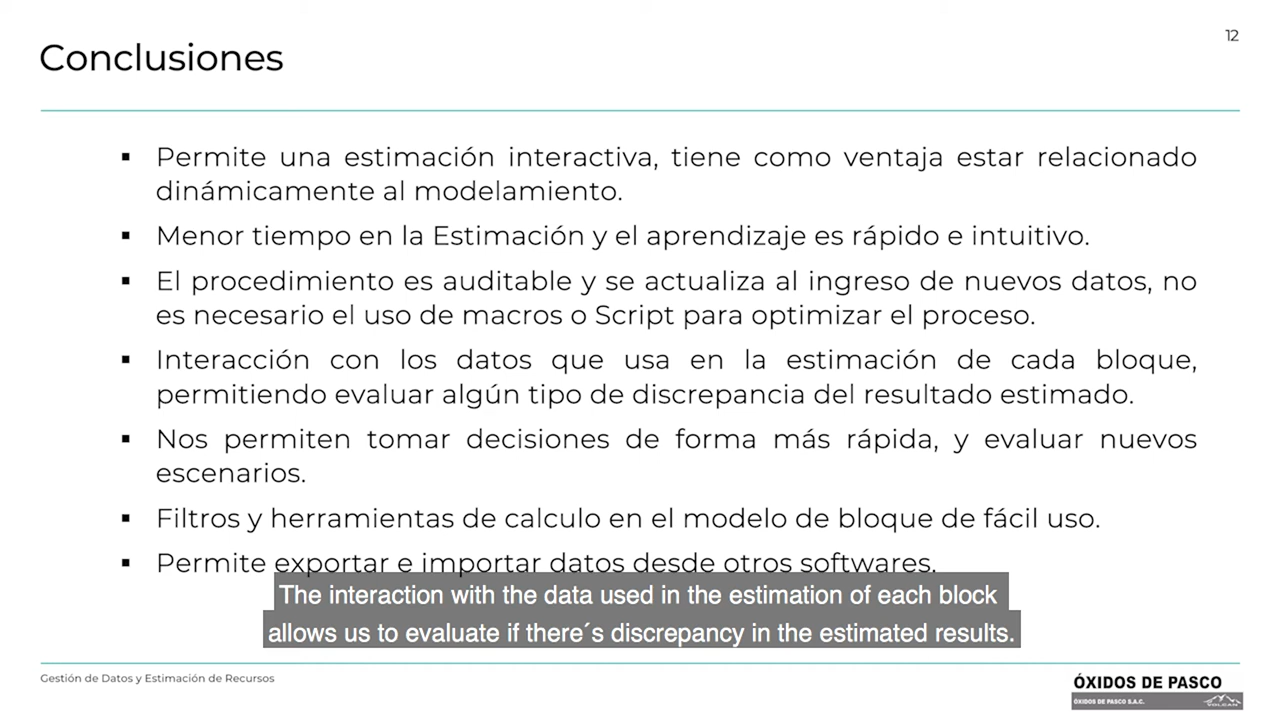 12
Conclusiones
▪ Permite una estimación interactiva, tiene como ventaja estar relacionado
dinámicamente al modelamiento.
▪ Menor tiempo en la Estimación y el aprendizaje es rápido e intuitivo.
▪ El procedimiento es auditable y se actualiza al ingreso de nuevos datos, no
es necesario el uso de macros o Script para optimizar el proceso.
▪ Interacción con los datos que usa en la estimación de cada bloque,
permitiendo evaluar algún tipo de discrepancia del resultado estimado.
▪ Nos permiten tomar decisiones de forma más rápida, y evaluar nuevos
escenarios.
▪ Filtros y herramientas de calculo en el modelo de bloque de fácil uso.
▪ Permite exportar e importar datos desde otros softwares.
The interaction with the data used in the estimation of each block
allows us to evaluate if there´s discrepancy in the estimated results.
Gestión de Datos y Estimación de Recursos
ÓXIDOS DE PASCO
ÓXIDOS DE PASCO S.A.C.
VOLCAN